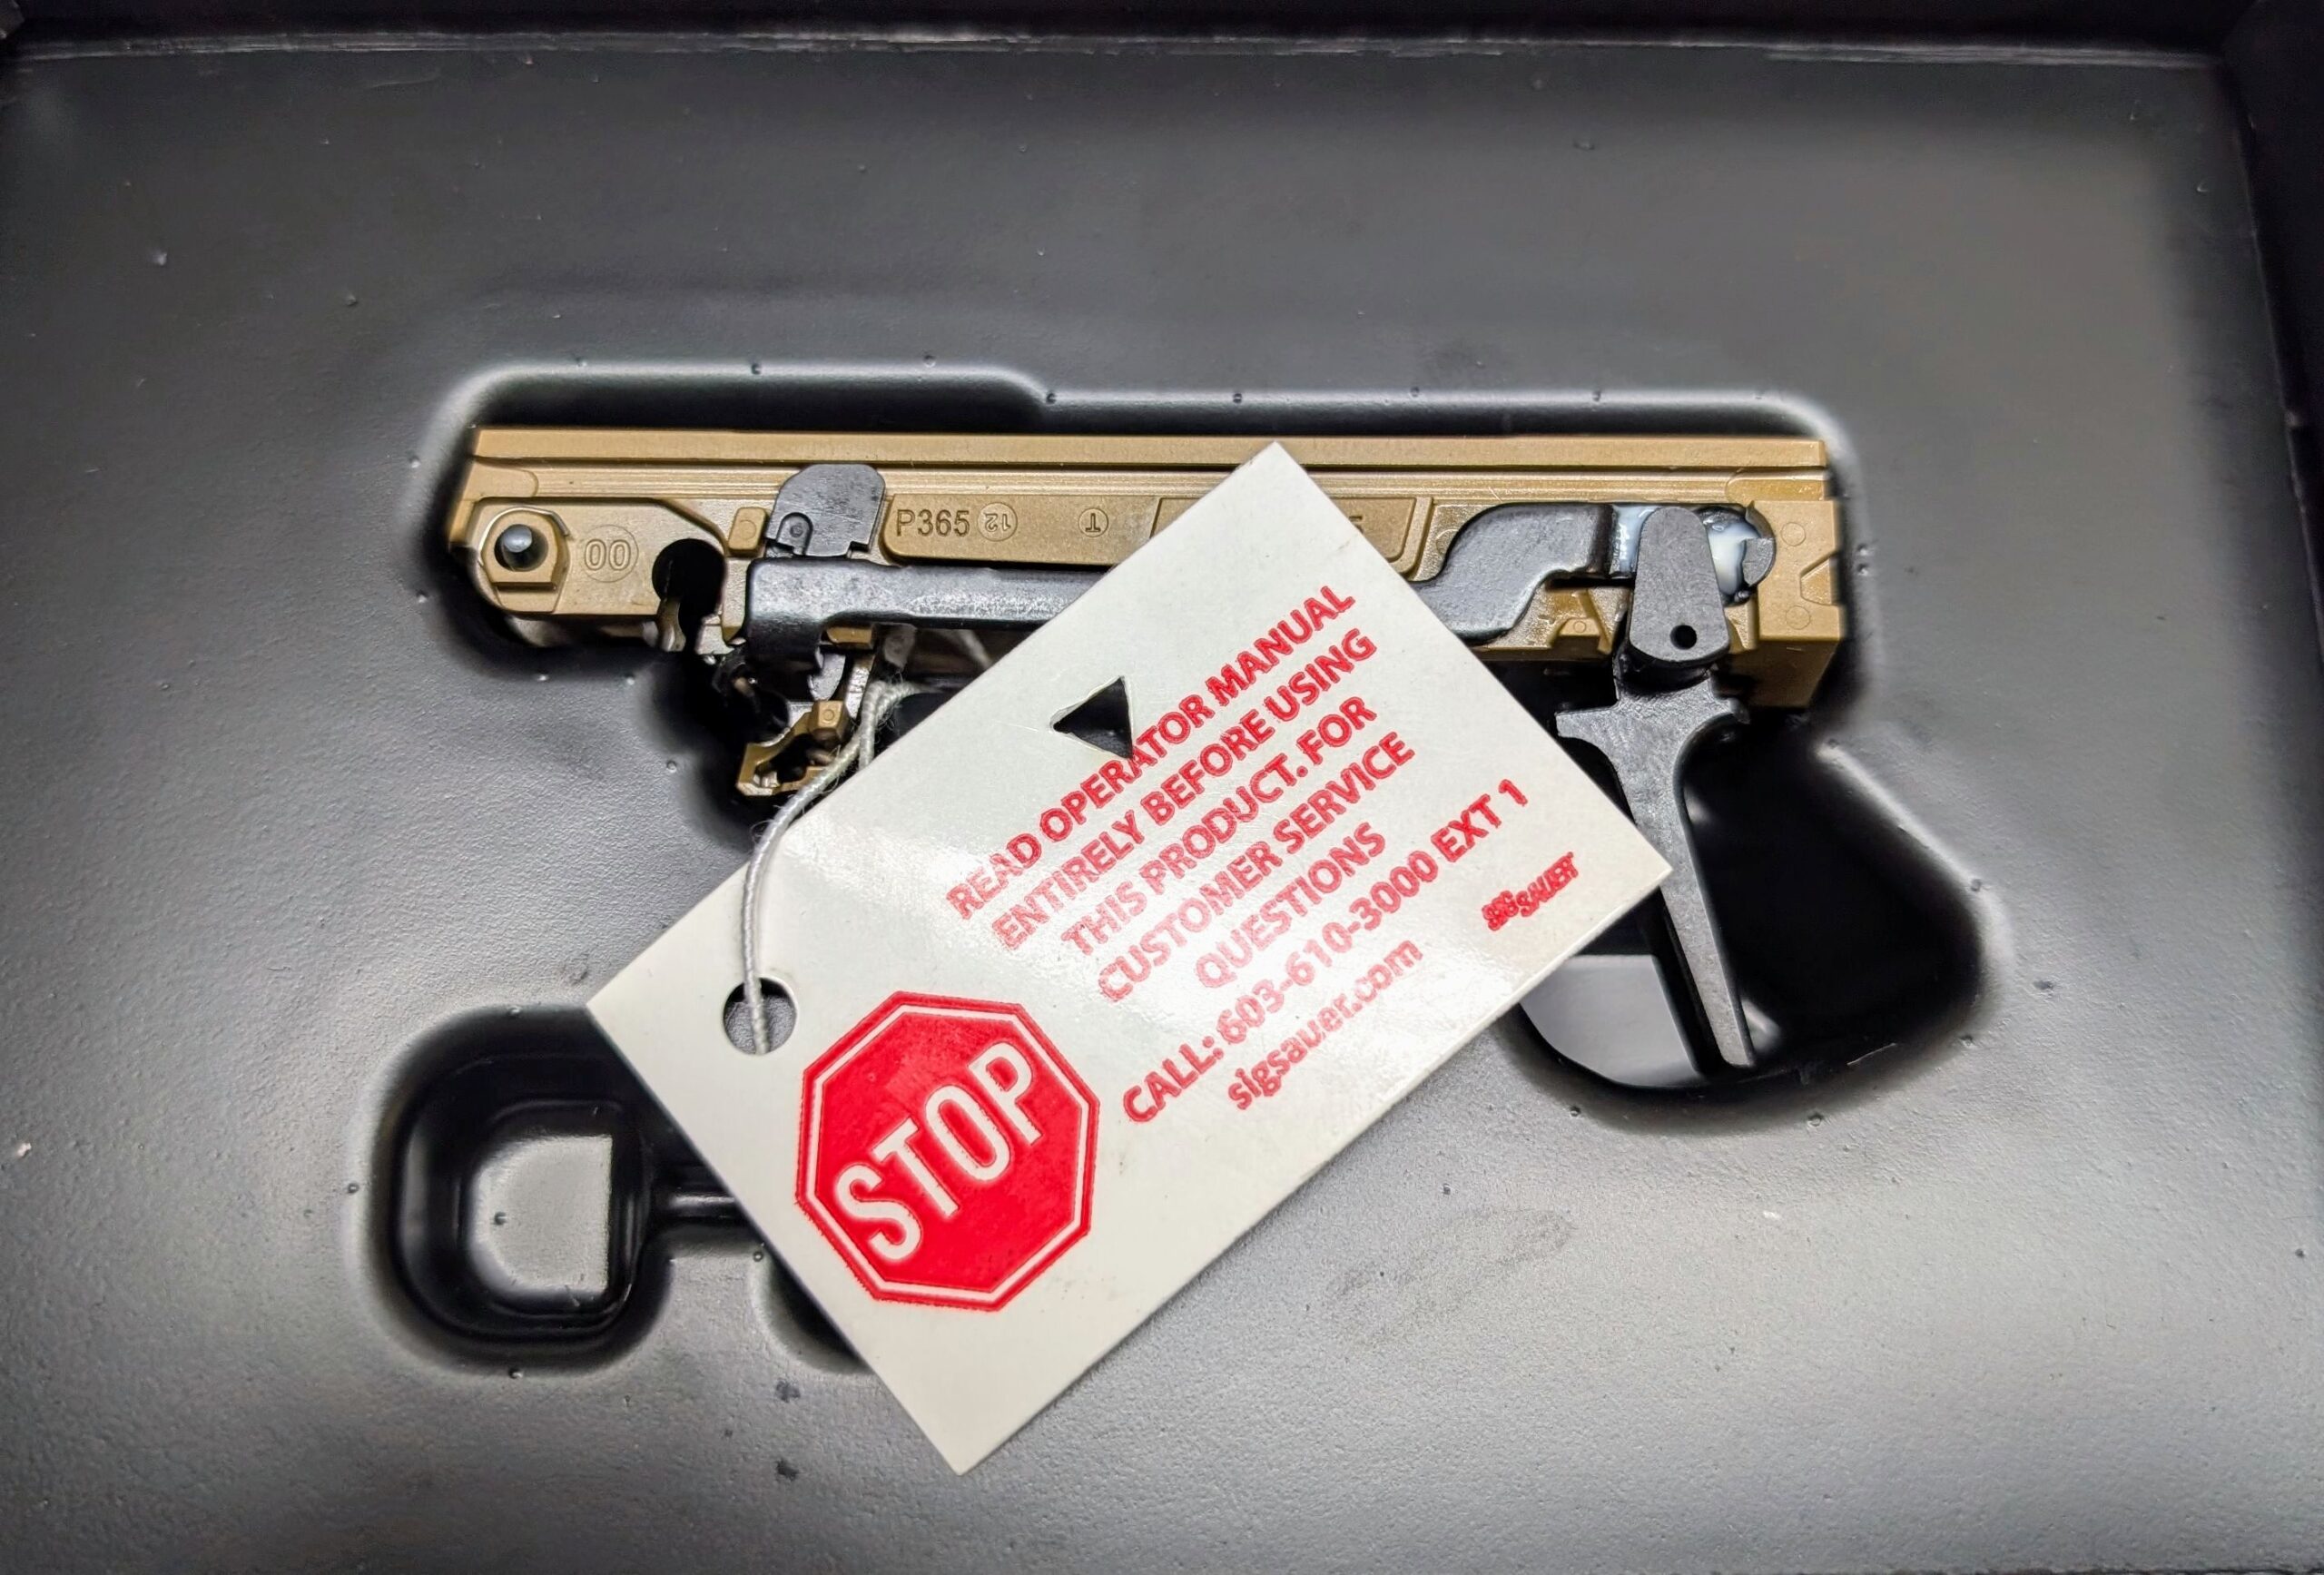 P365 12 T
00
READ OPERATOR MANUAL
ENTIRELY BEFORE USING
THIS PRODUCT. FOR
CUSTOMER SERVICE
QUESTIONS
CALL: 603-610-3000 EXT 1
sigsauer.com
SIG SAUER
STOP